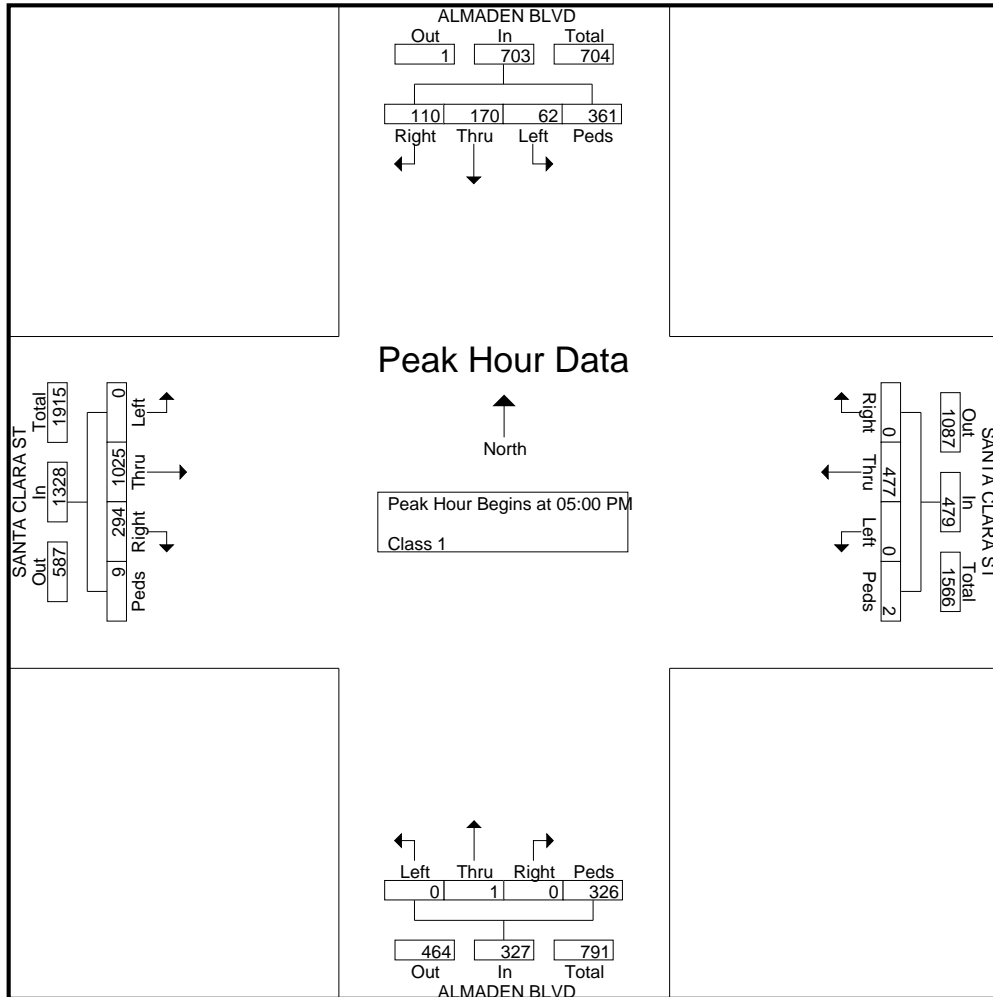 ALMADEN BLVD
Out In Total
1 703 704
110 170 62 361
Right Thru Left Peds
Peak Hour Data
North
Peak Hour Begins at 05:00 PM
Class 1
SANTA CLARA ST
Total In Out
1915 1328 587
0 1025 294 9
Left Thru Right Peds
SANTA CLARA ST
Out In Total
1087 479 1566
0 477 0 2
Right Thru Left Peds
Left Thru Right Peds
0 1 0 326
464 327 791
Out In Total
ALMADEN BLVD